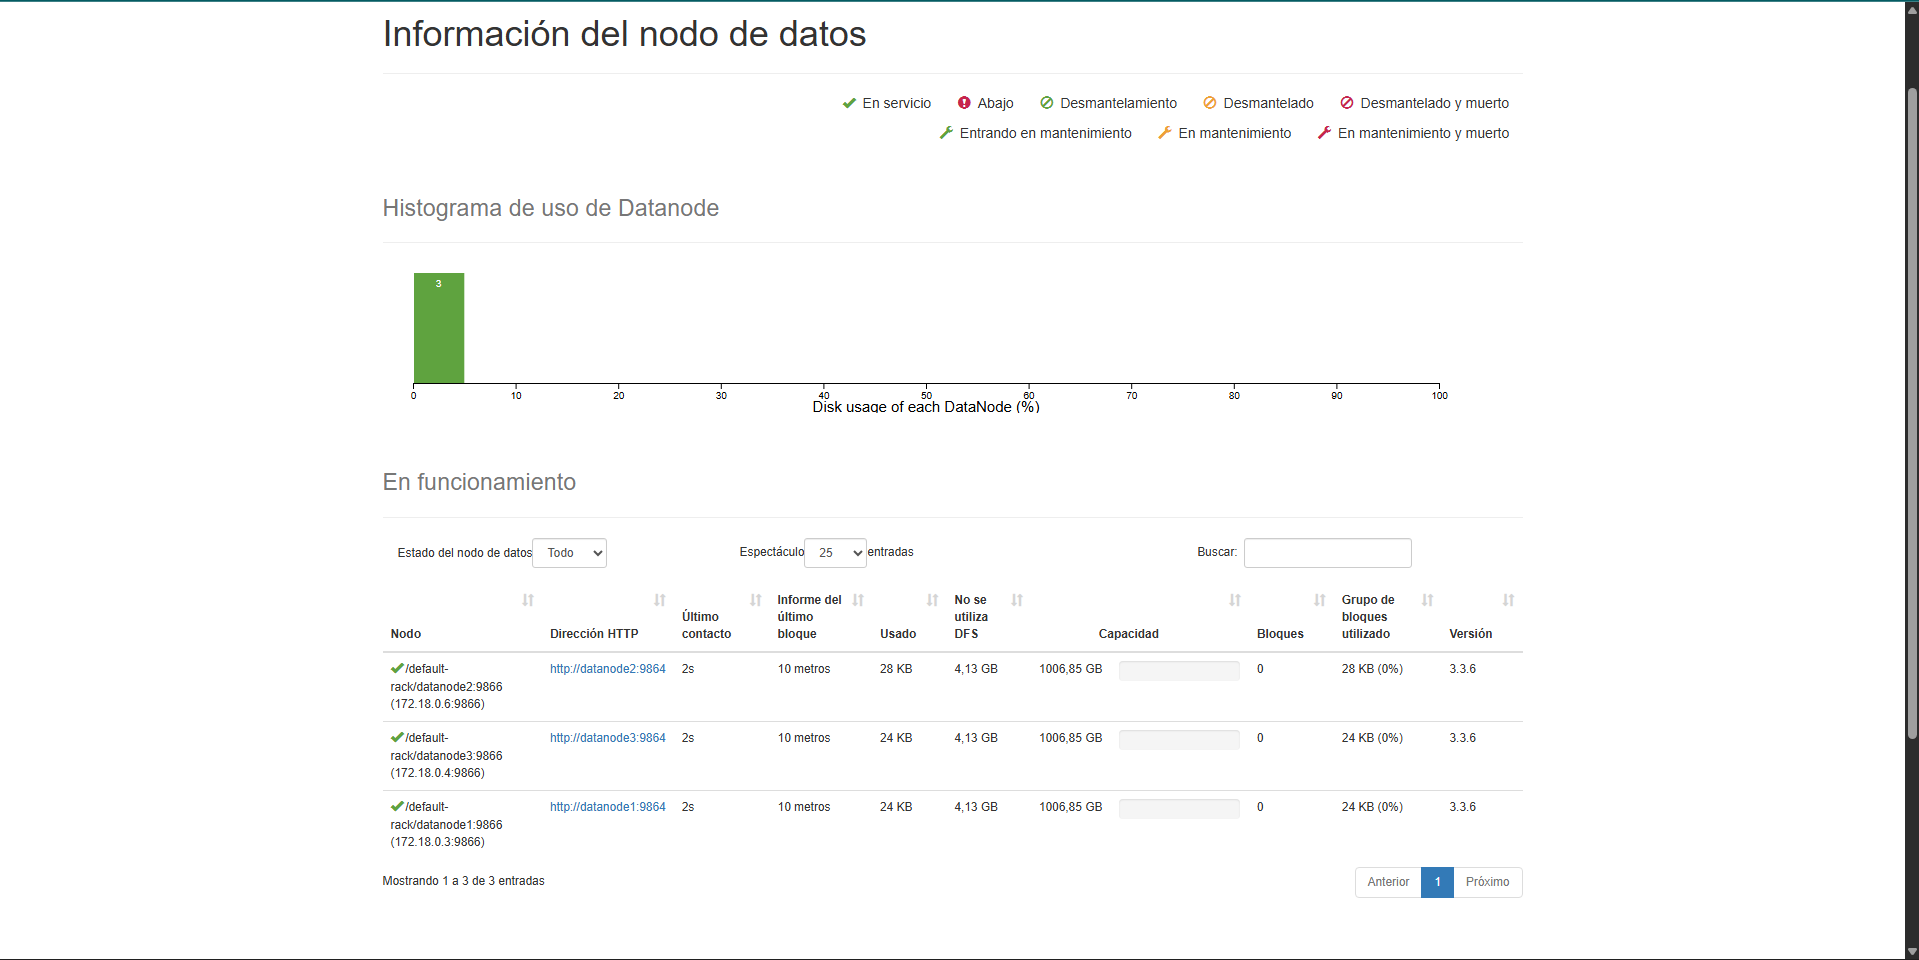 Información del nodo de datos
En servicio Abajo Desmantelamiento Desmantelado Desmantelado y muerto
Entrando en mantenimiento En mantenimiento En mantenimiento y muerto
Histograma de uso de Datanode
3
0 10 20 30 40 50 60 70 80 90 100
Disk usage of each DataNode (%)
En funcionamiento
Estado del nodo de datos Todo Espectáculo 25 entradas Buscar:
Nodo Dirección HTTP Último contacto Informe del último bloque Usado No se utiliza DFS Capacidad Bloques Grupo de bloques utilizado Versión
/default- http://datanode2:9864 2s 10 metros 28 KB 4,13 GB 1006,85 GB 0 28 KB (0%) 3.3.6
rack/datanode2:9866
(172.18.0.6:9866)
/default- http://datanode3:9864 2s 10 metros 24 KB 4,13 GB 1006,85 GB 0 24 KB (0%) 3.3.6
rack/datanode3:9866
(172.18.0.4:9866)
/default- http://datanode1:9864 2s 10 metros 24 KB 4,13 GB 1006,85 GB 0 24 KB (0%) 3.3.6
rack/datanode1:9866
(172.18.0.3:9866)
Mostrando 1 a 3 de 3 entradas
Anterior 1 Próximo